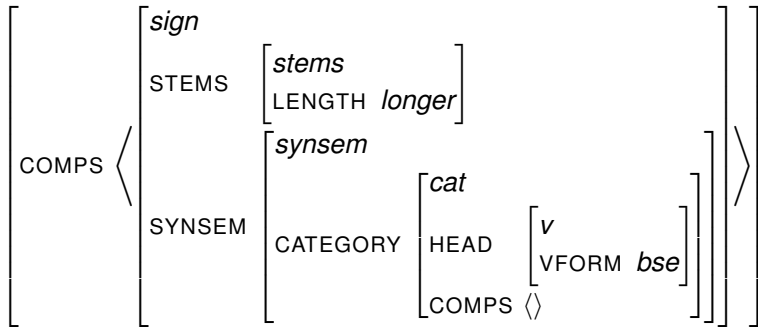 sign
STEMS stems
LENGTH longer
synsem
cat
COMPS ⟨ SYNSEM CATEGORY HEAD v
VFORM bse
COMPS ⟨⟩ ⟩